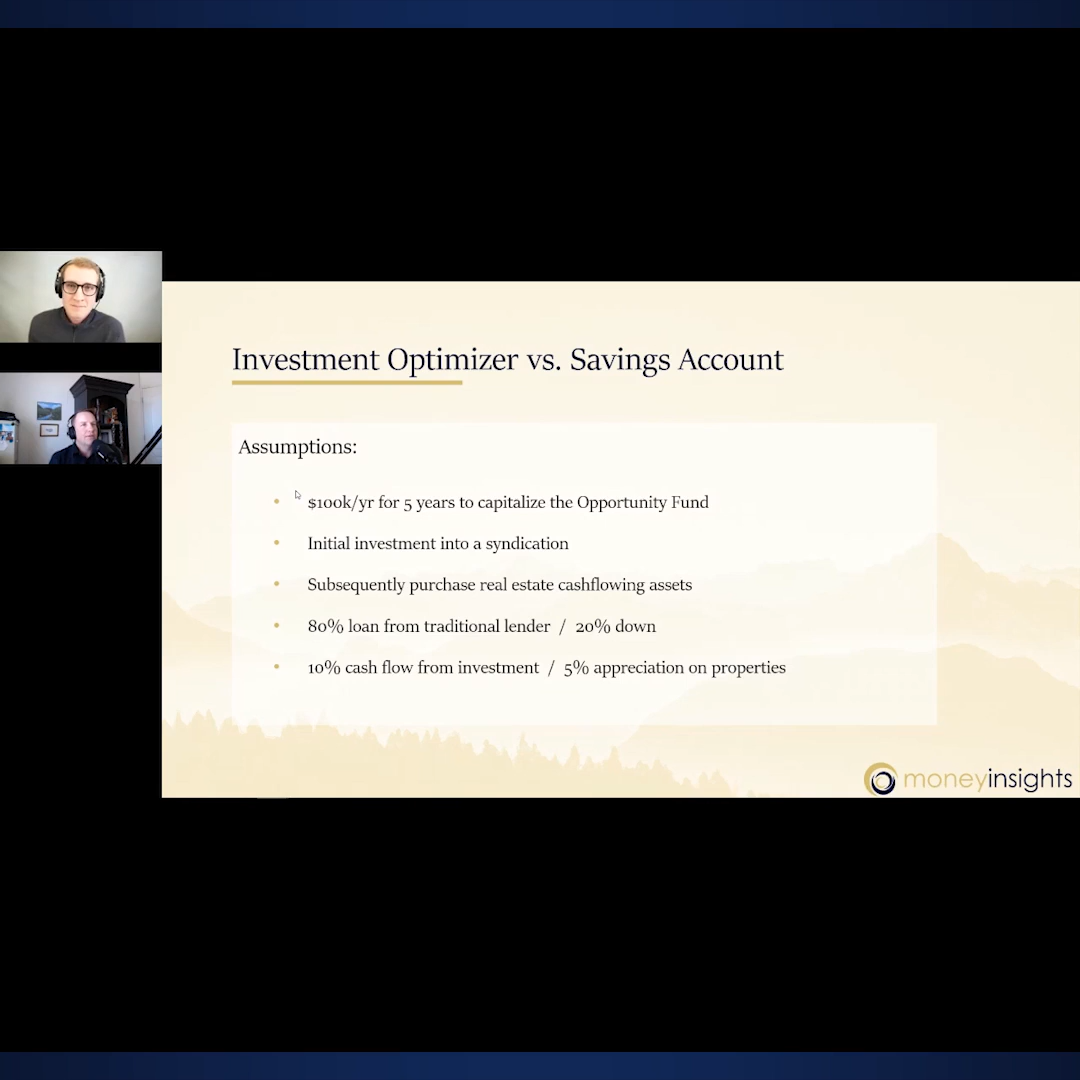 Investment Optimizer vs. Savings Account
Assumptions:
• $100k/yr for 5 years to capitalize the Opportunity Fund
• Initial investment into a syndication
• Subsequently purchase real estate cashflowing assets
• 80% loan from traditional lender / 20% down
• 10% cash flow from investment / 5% appreciation on properties
moneyinsights